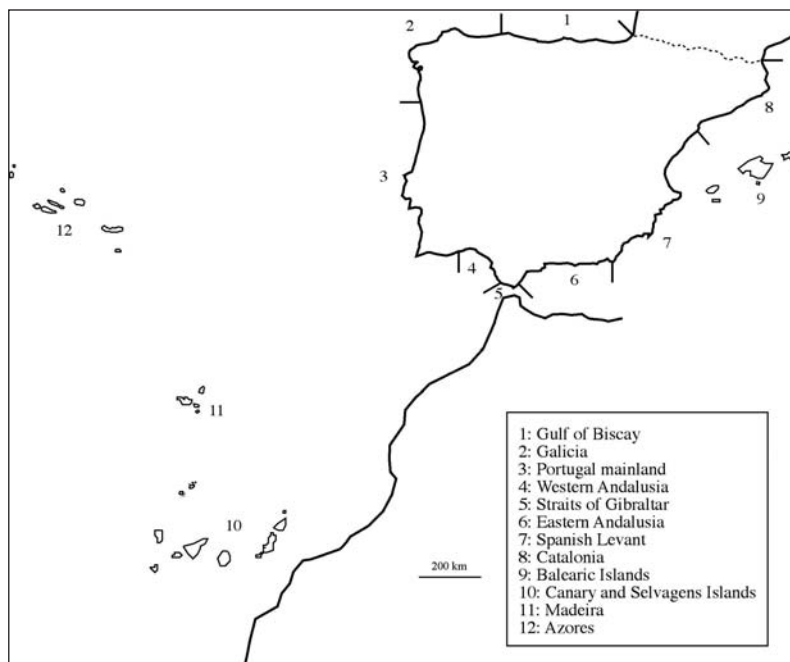 2
1
8
3
9
12
7
4
6
5
11
10
200 km
1: Gulf of Biscay
2: Galicia
3: Portugal mainland
4: Western Andalusia
5: Straits of Gibraltar
6: Eastern Andalusia
7: Spanish Levant
8: Catalonia
9: Balearic Islands
10: Canary and Selvagens Islands
11: Madeira
12: Azores